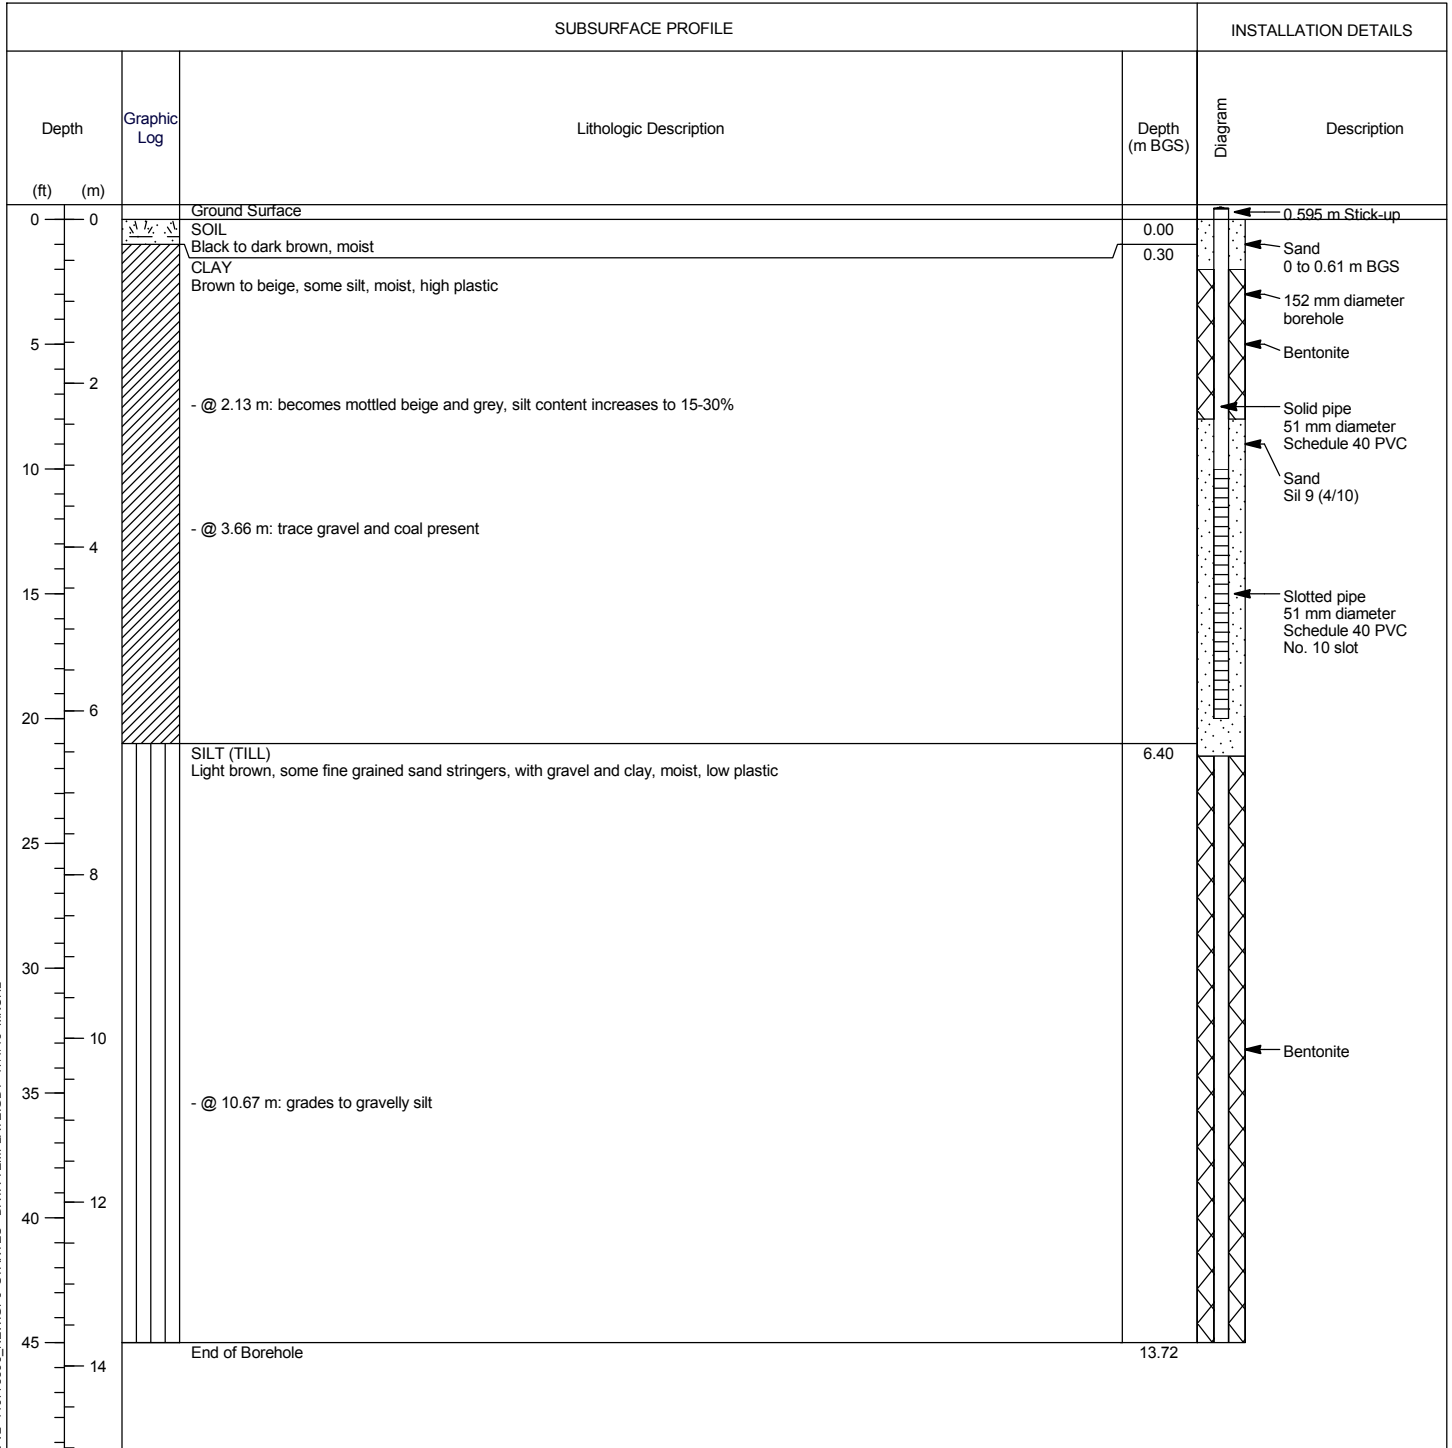 SUBSURFACE PROFILE
INSTALLATION DETAILS
Depth
Graphic
Log
Lithologic Description
Depth
(m BGS)
Diagram
Description
(ft)
(m)
Ground Surface
0
0
0.595 m Stick-up
SOIL
0.00
Black to dark brown, moist
Sand
0.30
0 to 0.61 m BGS
CLAY
Brown to beige, some silt, moist, high plastic
152 mm diameter
borehole
5
Bentonite
2
- @ 2.13 m: becomes mottled beige and grey, silt content increases to 15-30%
Solid pipe
51 mm diameter
Schedule 40 PVC
10
Sand
Sil 9 (4/10)
- @ 3.66 m: trace gravel and coal present
4
15
Slotted pipe
51 mm diameter
Schedule 40 PVC
No. 10 slot
6
20
SILT (TILL)
6.40
Light brown, some fine grained sand stringers, with gravel and clay, moist, low plastic
25
8
30
10
Bentonite
35
- @ 10.67 m: grades to gravelly silt
12
40
45
End of Borehole
13.72
14